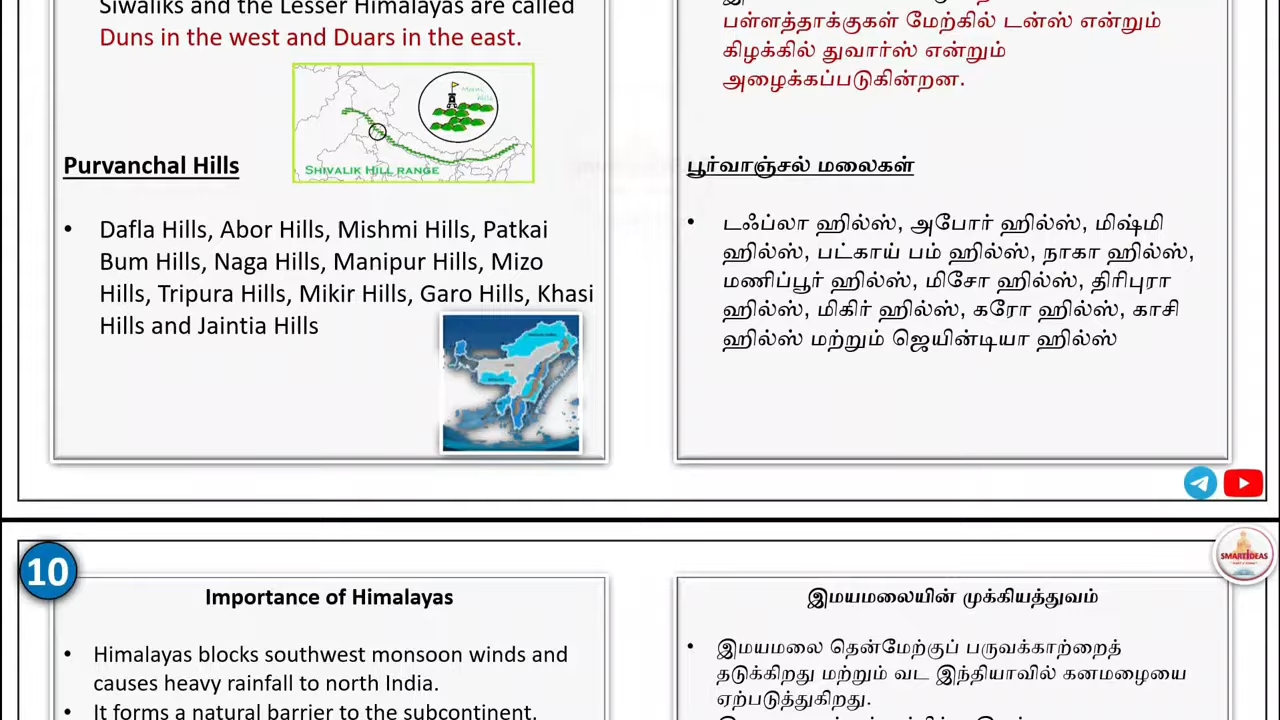 Siwaliks and the Lesser Himalayas are called
Duns in the west and Duars in the east.
SHIVALIK HILL RANGE
Purvanchal Hills
• Dafla Hills, Abor Hills, Mishmi Hills, Patkai
Bum Hills, Naga Hills, Manipur Hills, Mizo
Hills, Tripura Hills, Mikir Hills, Garo Hills, Khasi
Hills and Jaintia Hills
பள்ளத்தாக்குகள் மேற்கில் டன்ஸ் என்றும்
கிழக்கில் துவார்ஸ் என்றும்
அழைக்கப்படுகின்றன.
பூர்வாஞ்சல் மலைகள்
• டஃப்லா ஹில்ஸ், அபோர் ஹில்ஸ், மிஷ்மி
ஹில்ஸ், பட்காய் பம் ஹில்ஸ், நாகா ஹில்ஸ்,
மணிப்பூர் ஹில்ஸ், மிசோ ஹில்ஸ், திரிபுரா
ஹில்ஸ், மிகிர் ஹில்ஸ், கரோ ஹில்ஸ், காசி
ஹில்ஸ் மற்றும் ஜெயின்டியா ஹில்ஸ்
10
SMART IDEAS
Importance of Himalayas
• Himalayas blocks southwest monsoon winds and
causes heavy rainfall to north India.
• It forms a natural barrier to the subcontinent.
இமயமலையின் முக்கியத்துவம்
• இமயமலை தென்மேற்குப் பருவக்காற்றைத்
தடுக்கிறது மற்றும் வட இந்தியாவில் கனமழையை
ஏற்படுத்துகிறது.